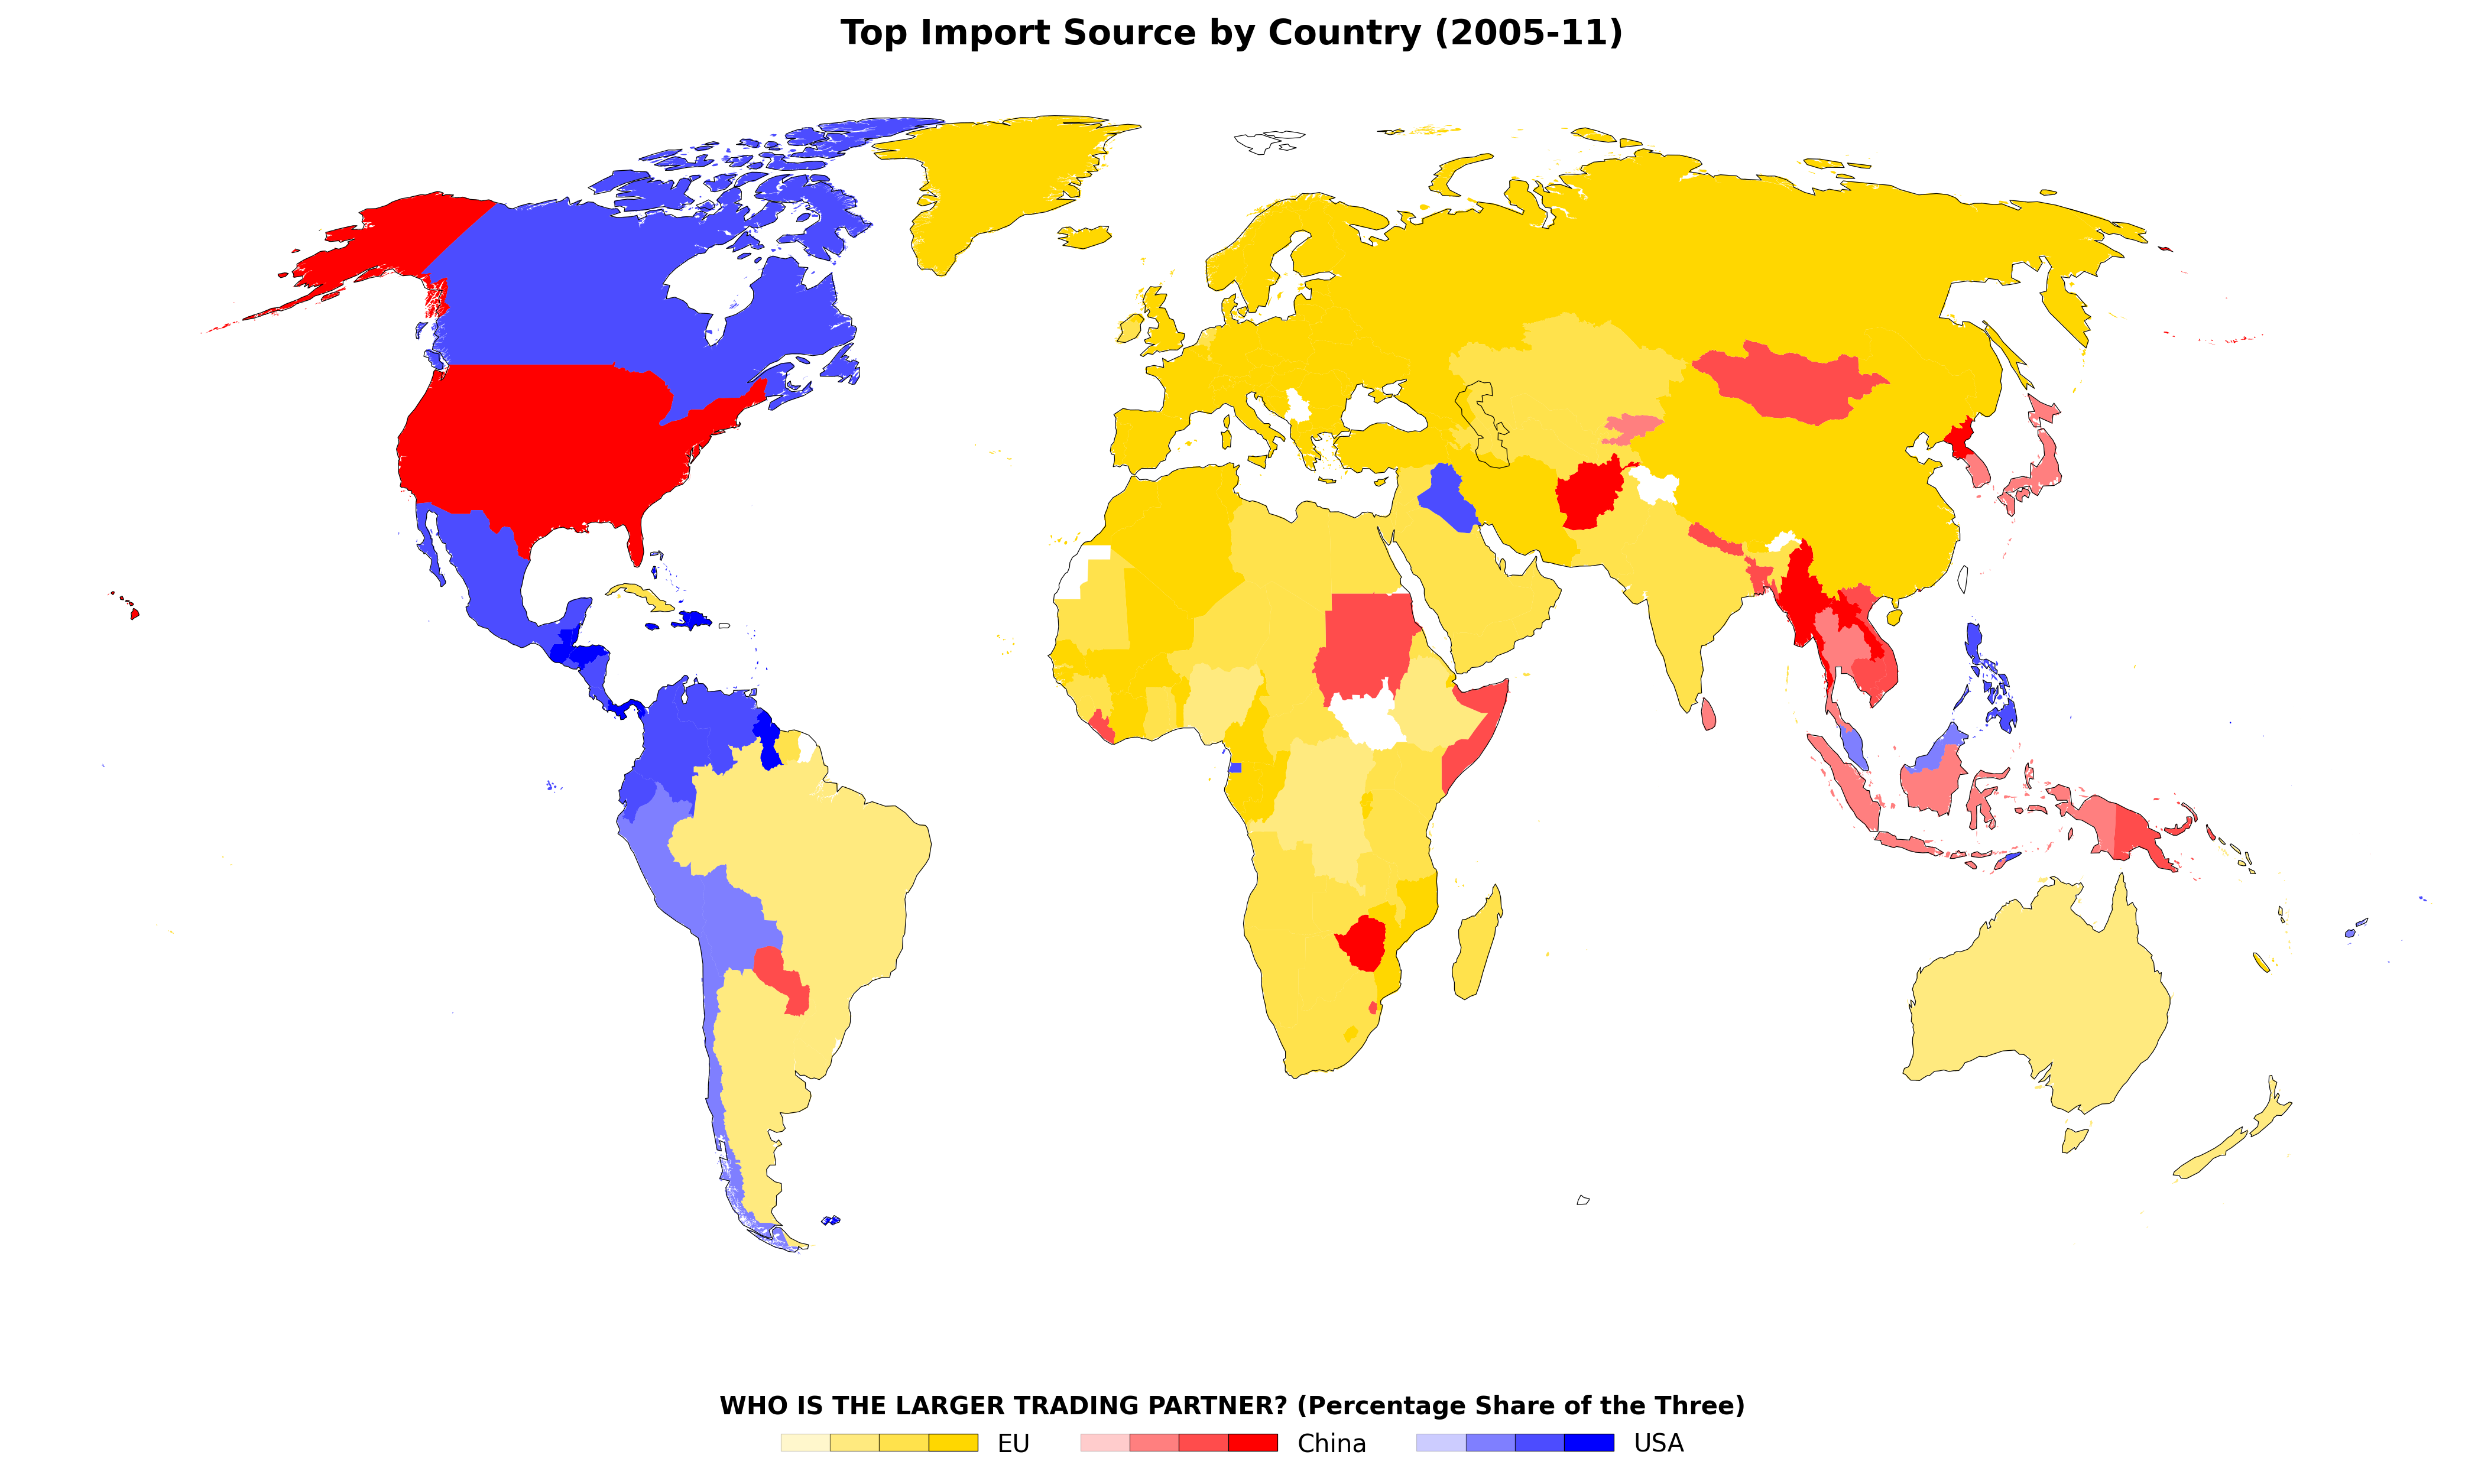 Top Import Source by Country (2005-11)
WHO IS THE LARGER TRADING PARTNER? (Percentage Share of the Three)
EU China USA